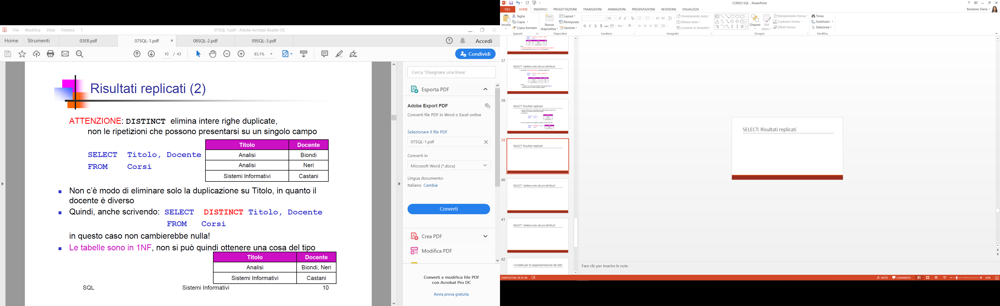 File Modifica Vista Finestra ?
07SQL-1.pdf - Adobe Acrobat Reader DC
Home Strumenti 03ER.pdf 07SQL-1.pdf × 08SQL-2.pdf 09SQL-3.pdf Accedi
10 / 43 83,1% Condividi
Risultati replicati (2)
ATTENZIONE: DISTINCT elimina intere righe duplicate,
non le ripetizioni che possono presentarsi su un singolo campo
SELECT Titolo, Docente
FROM Corsi
Titolo Docente
Analisi Biondi
Analisi Neri
Sistemi Informativi Castani
Non c'è modo di eliminare solo la duplicazione su Titolo, in quanto il
docente è diverso
Quindi, anche scrivendo: SELECT DISTINCT Titolo, Docente
FROM Corsi
in questo caso non cambierebbe nulla!
Le tabelle sono in 1NF, non si può quindi ottenere una cosa del tipo
Titolo Docente
Analisi Biondi, Neri
Sistemi Informativi Castani
SQL Sistemi Informativi 10
Cerca 'Disegnare una linea'
Esporta PDF
Adobe Export PDF
Converti file PDF in Word o Excel online
Selezionare il file PDF
07SQL-1.pdf
Converti in
Microsoft Word (*.docx)
Lingua documento:
Italiano Cambia
Converti
Crea PDF
Modifica PDF
Converti e modifica file PDF
con Acrobat Pro DC
Avvia prova gratuita
CORSO SQL - PowerPoint
FILE HOME INSERISCI PROGETTAZIONE TRANSIZIONI ANIMAZIONI PRESENTAZIONE REVISIONE VISUALIZZA
Bonanno Daria
Incolla
Taglia
Copia
Copia formato
Appunti
Nuova
diapositiva
Layout
Reimposta
Sezione
Diapositive
48
G C S S abc AV Aa A
Carattere
Orientamento testo
Allinea testo
Converti in SmartArt
Paragrafo
Disponi
Stili
veloci
Riempimento forma
Contorno forma
Effetti forma
Disegno
Trova
Sostituisci
Seleziona
Modifica
37
SELECT: Vedere solo alcuni attributi
38
SELECT: Risultati replicati
39
SELECT: Risultati replicati
40
SELECT: Vedere solo alcuni attributi
41
SELECT: Vedere solo alcuni attributi
42
I modelli per la rappresentazione dei dati
SELECT: Risultati replicati
Fare clic per inserire le note
DIAPOSITIVA 39 DI 46
NOTE COMMENTI 33%